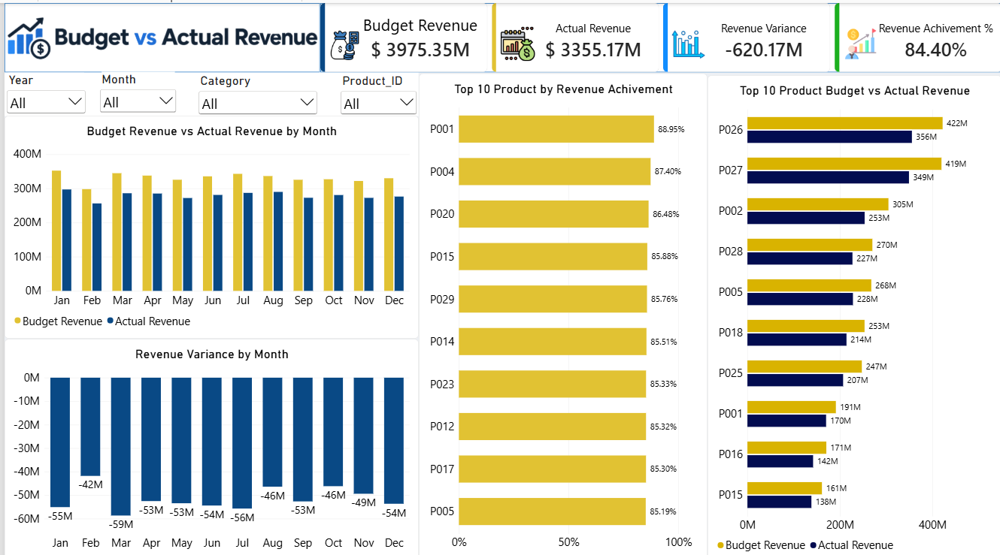 Budget vs Actual Revenue
Budget Revenue
$ 3975.35M
Actual Revenue
$ 3355.17M
Revenue Variance
-620.17M
Revenue Achivement %
84.40%
Year
All
Month
All
Category
All
Product_ID
All
Budget Revenue vs Actual Revenue by Month
400M
300M
200M
100M
0M
Jan Feb Mar Apr May Jun Jul Aug Sep Oct Nov Dec
Budget Revenue Actual Revenue
Revenue Variance by Month
0M
-10M
-20M
-30M
-40M
-50M
-60M
-55M -42M -59M -53M -53M -54M -56M -46M -53M -46M -49M -54M
Jan Feb Mar Apr May Jun Jul Aug Sep Oct Nov Dec
Top 10 Product by Revenue Achivement
P001 88.95%
P004 87.40%
P020 86.48%
P015 85.88%
P029 85.76%
P014 85.51%
P023 85.33%
P012 85.32%
P017 85.30%
P005 85.19%
0% 50% 100%
Top 10 Product Budget vs Actual Revenue
P026 422M
356M
P027 419M
349M
P002 305M
253M
P028 270M
227M
P005 268M
228M
P018 253M
214M
P025 247M
207M
P001 191M
170M
P016 171M
142M
P015 161M
138M
0M 200M 400M
Budget Revenue Actual Revenue